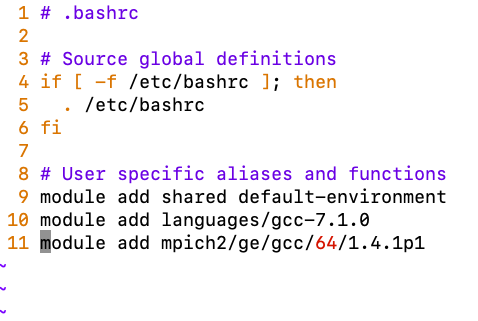 1 # .bashrc
2
3 # Source global definitions
4 if [ -f /etc/bashrc ]; then
5   . /etc/bashrc
6 fi
7
8 # User specific aliases and functions
9 module add shared default-environment
10 module add languages/gcc-7.1.0
11 module add mpich2/ge/gcc/64/1.4.1p1
~
~
~